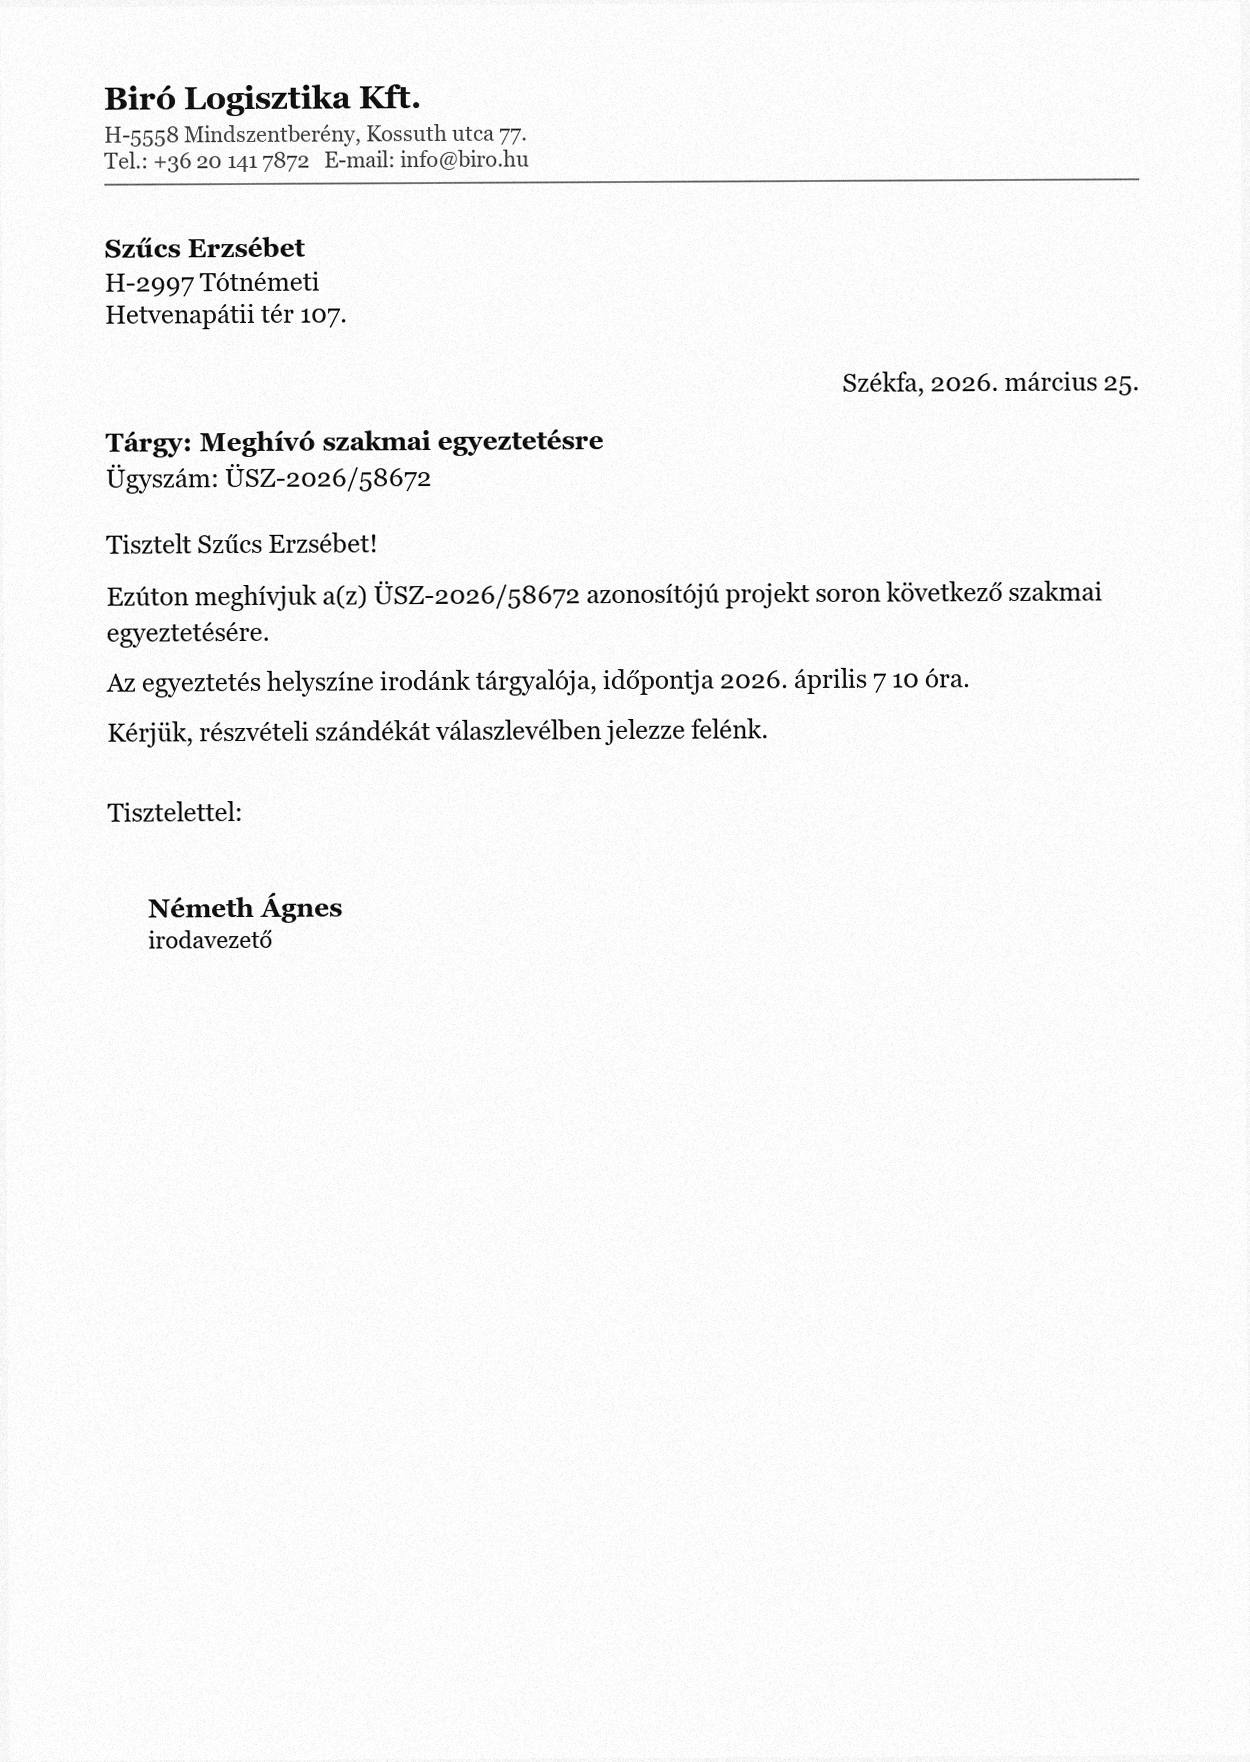 Biró Logisztika Kft.
H-5558 Mindszentberény, Kossuth utca 77.
Tel.: +36 20 141 7872 E-mail: info@biro.hu
Szűcs Erzsébet
H-2997 Tótnémeti
Hetvenapátii tér 107.
Székfa, 2026. március 25.
Tárgy: Meghívó szakmai egyeztetésre
Ügyszám: ÜSZ-2026/58672
Tisztelt Szűcs Erzsébet!
Ezúton meghívjuk a(z) ÜSZ-2026/58672 azonosítójú projekt soron következő szakmai
egyeztetésére.
Az egyeztetés helyszíne irodánk tárgyalója, időpontja 2026. április 7 10 óra.
Kérjük, részvételi szándékát válaszlevélben jelezze felénk.
Tisztelettel:
Németh Ágnes
irodavezető